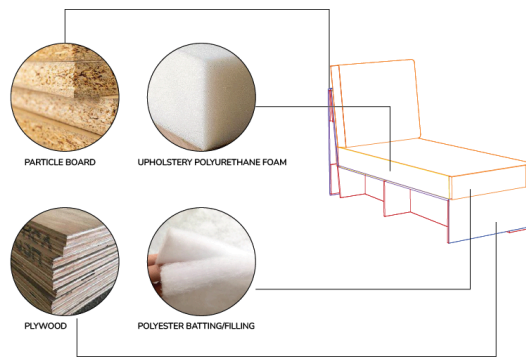 PARTICLE BOARD
UPHOLSTERY POLYURETHANE FOAM
PLYWOOD
POLYESTER BATTING/FILLING